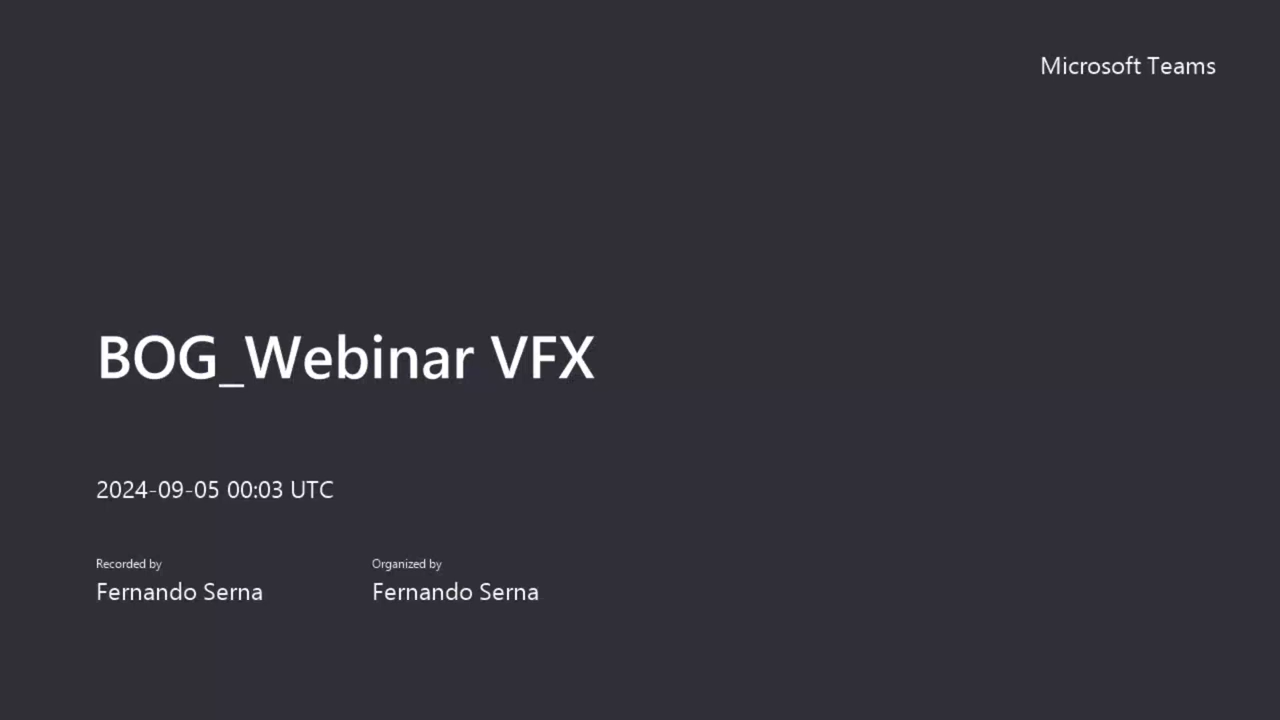 Microsoft Teams
BOG_Webinar VFX
2024-09-05 00:03 UTC
Recorded by
Fernando Serna
Organized by
Fernando Serna